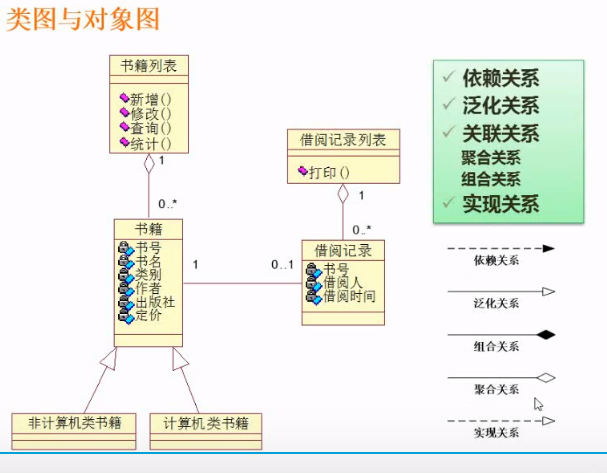 类图与对象图
书籍列表
新增()
修改()
查询()
统计()
1
0..*
书籍
书号
书名
类别
作者
出版社
定价
1
0..1
借阅记录列表
打印()
1
0..*
借阅记录
书号
借阅人
借阅时间
非计算机类书籍
计算机类书籍
依赖关系
泛化关系
关联关系
聚合关系
组合关系
实现关系
依赖关系
泛化关系
组合关系
聚合关系
实现关系